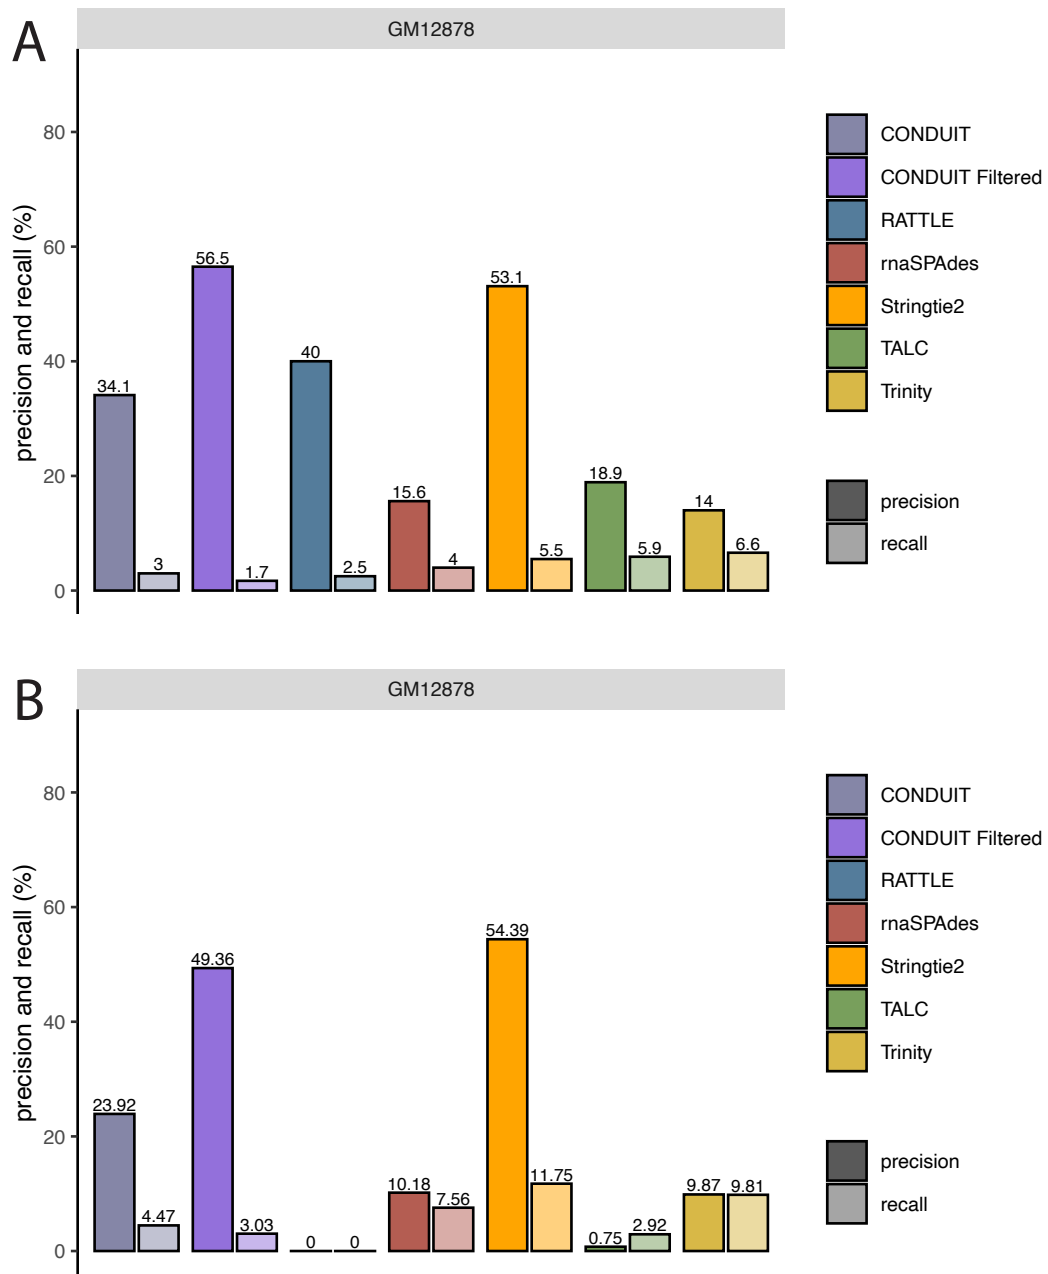 A
GM12878
precision and recall (%)
80
60
40
20
0
34.1
3
56.5
1.7
40
2.5
15.6
4
53.1
5.5
18.9
5.9
14
6.6
CONDUIT
CONDUIT Filtered
RATTLE
rnaSPAdes
Stringtie2
TALC
Trinity
precision
recall
B
GM12878
precision and recall (%)
80
60
40
20
0
23.92
4.47
49.36
3.03
0
0
10.18
7.56
54.39
11.75
0.75
2.92
9.87
9.81
CONDUIT
CONDUIT Filtered
RATTLE
rnaSPAdes
Stringtie2
TALC
Trinity
precision
recall